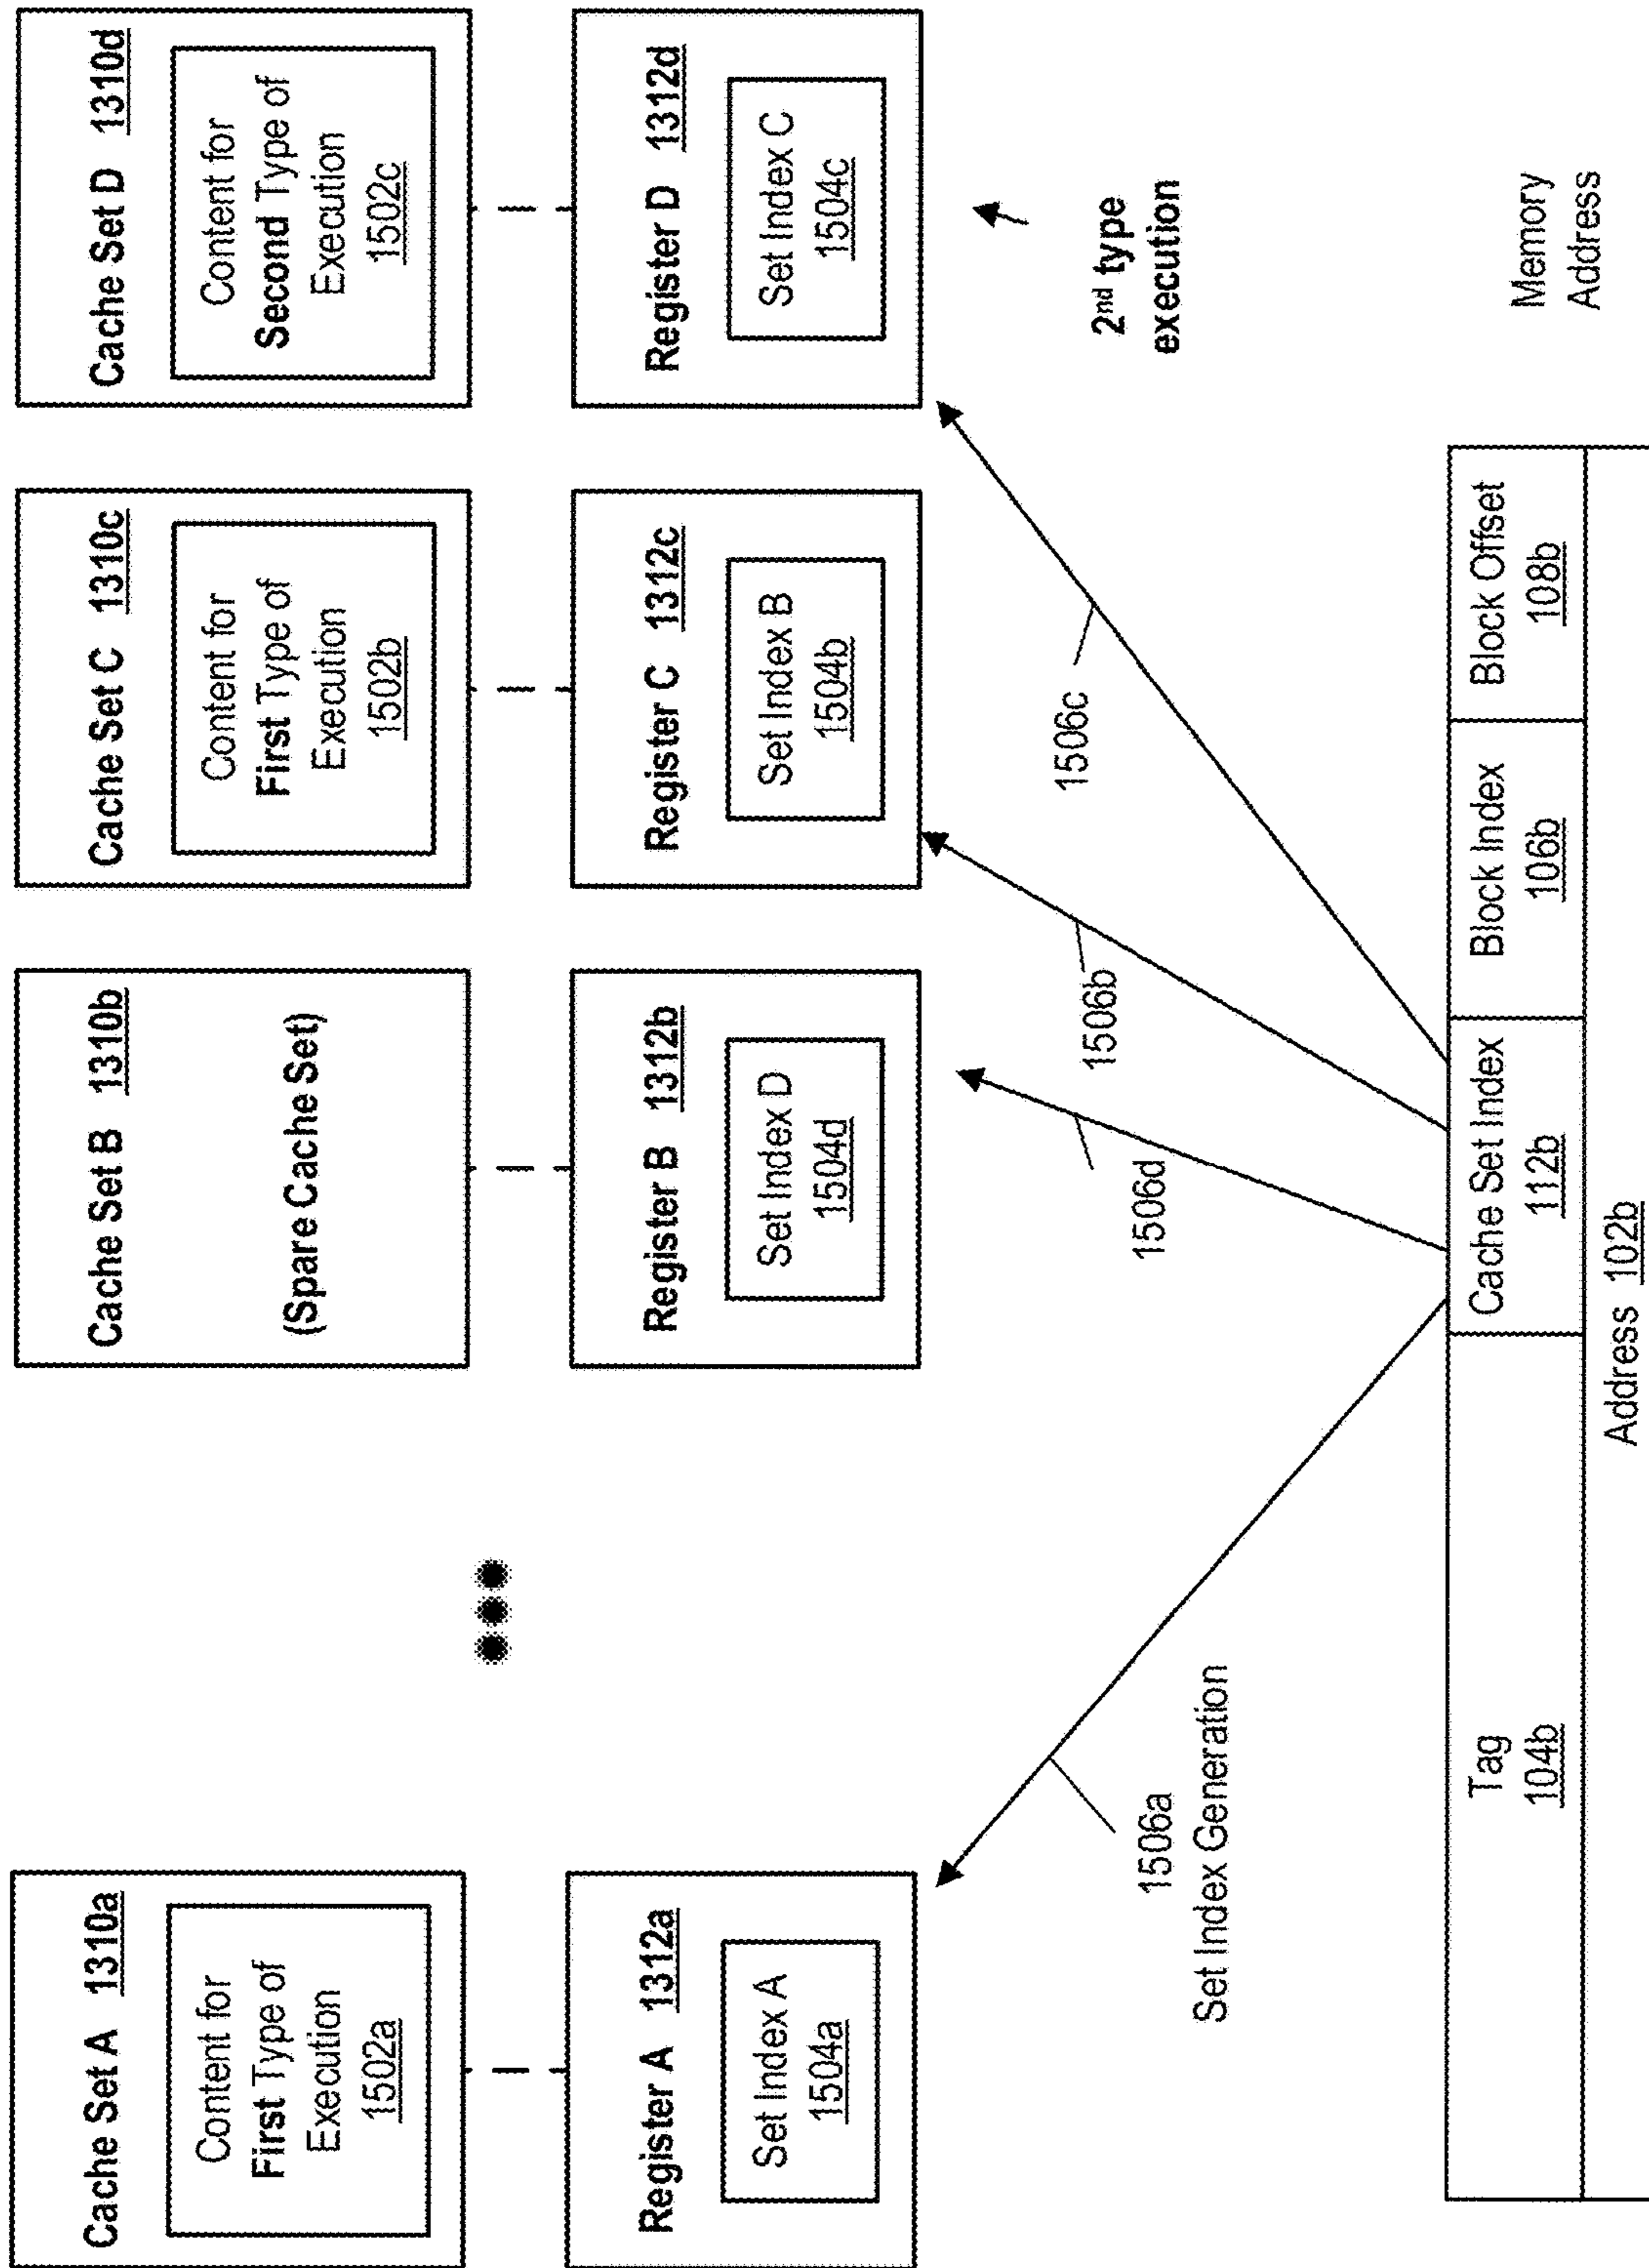 Cache Set A 1310a
Content for
First Type of
Execution
1502a
Cache Set B 1310b
(Spare Cache Set)
Cache Set C 1310c
Content for
First Type of
Execution
1502b
Cache Set D 1310d
Content for
Second Type of
Execution
1502c
Register A 1312a
Set Index A
1504a
Register B 1312b
Set Index D
1504d
Register C 1312c
Set Index B
1504b
Register D 1312d
Set Index C
1504c
1506a
Set Index Generation
1506d
1506b
1506c
2nd type
execution
Tag
104b
Cache Set Index
112b
Block Index
106b
Block Offset
108b
Memory
Address
Address 102b